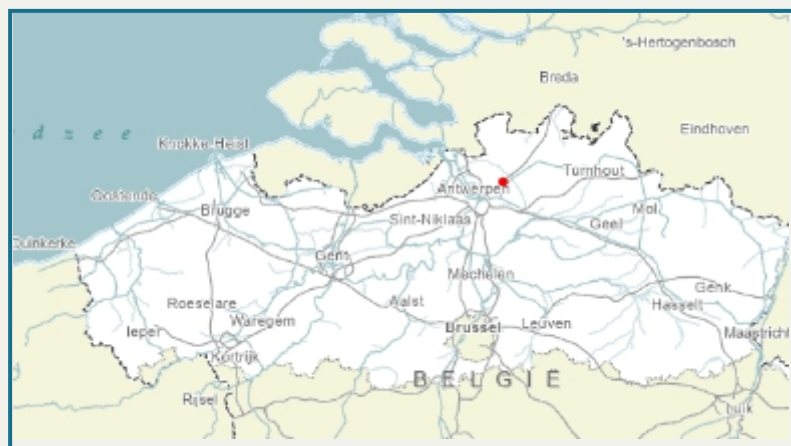 's-Hertogenbosch
Breda
d z e e
Eindhoven
Knokke-Heist
Turnhout
Antwerpen
Oostende
Mol
Brugge
Sint-Niklaas
Geel
Duinkerke
Gent
Mechelen
Genk
Roeselare
Aalst
Hasselt
Ieper
Waregem
Brussel
Leuven
Maastricht
Kortrijk
BELGIË
Rijsel
Luik